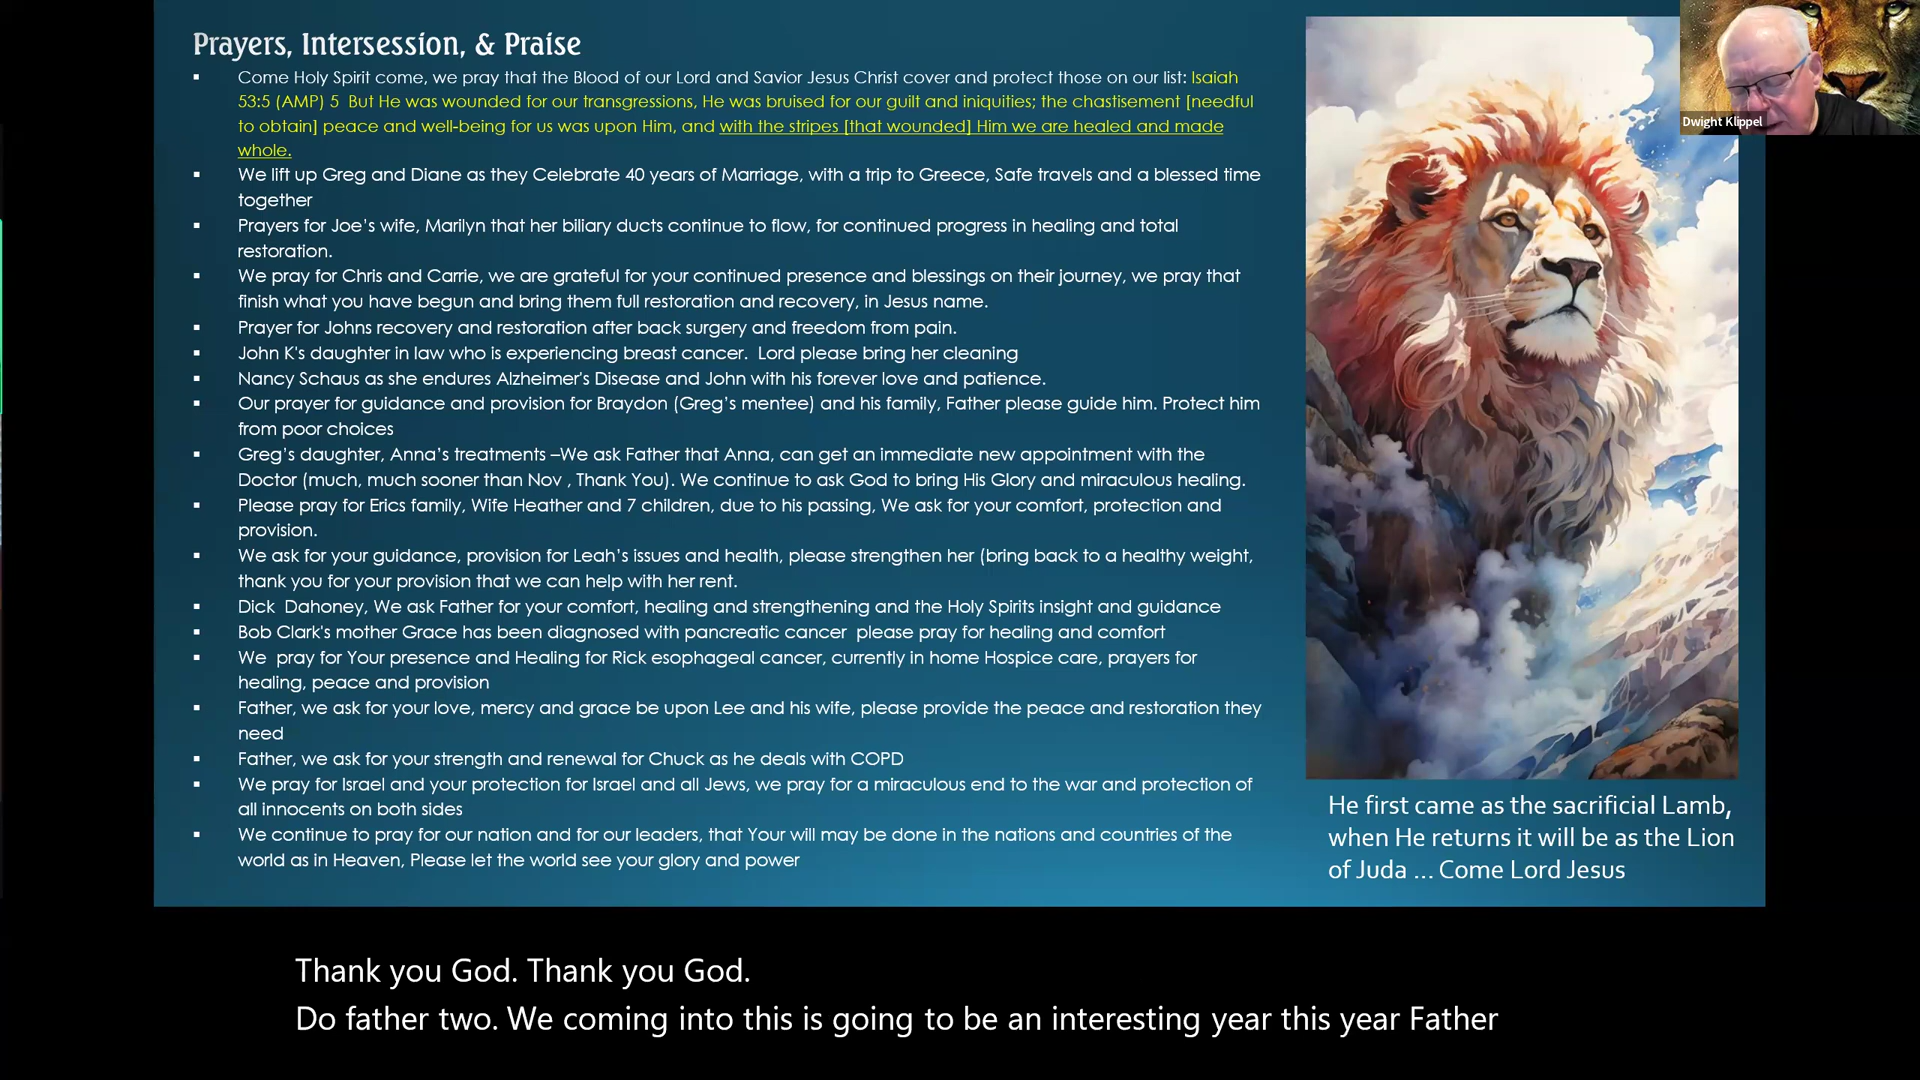 Prayers, Intersession, & Praise
▪ Come Holy Spirit come, we pray that the Blood of our Lord and Savior Jesus Christ cover and protect those on our list: Isaiah
53:5 (AMP) 5  But He was wounded for our transgressions, He was bruised for our guilt and iniquities; the chastisement [needful
to obtain] peace and well-being for us was upon Him, and with the stripes [that wounded] Him we are healed and made
whole.
▪ We lift up Greg and Diane as they Celebrate 40 years of Marriage, with a trip to Greece, Safe travels and a blessed time
together
▪ Prayers for Joe's wife, Marilyn that her biliary ducts continue to flow, for continued progress in healing and total
restoration.
▪ We pray for Chris and Carrie, we are grateful for your continued presence and blessings on their journey, we pray that
finish what you have begun and bring them full restoration and recovery, in Jesus name.
▪ Prayer for Johns recovery and restoration after back surgery and freedom from pain.
▪ John K's daughter in law who is experiencing breast cancer.  Lord please bring her cleaning
▪ Nancy Schaus as she endures Alzheimer's Disease and John with his forever love and patience.
▪ Our prayer for guidance and provision for Braydon (Greg's mentee) and his family, Father please guide him. Protect him
from poor choices
▪ Greg's daughter, Anna's treatments –We ask Father that Anna, can get an immediate new appointment with the
Doctor (much, much sooner than Nov , Thank You). We continue to ask God to bring His Glory and miraculous healing.
▪ Please pray for Erics family, Wife Heather and 7 children, due to his passing, We ask for your comfort, protection and
provision.
▪ We ask for your guidance, provision for Leah's issues and health, please strengthen her (bring back to a healthy weight,
thank you for your provision that we can help with her rent.
▪ Dick  Dahoney, We ask Father for your comfort, healing and strengthening and the Holy Spirits insight and guidance
▪ Bob Clark's mother Grace has been diagnosed with pancreatic cancer  please pray for healing and comfort
▪ We  pray for Your presence and Healing for Rick esophageal cancer, currently in home Hospice care, prayers for
healing, peace and provision
▪ Father, we ask for your love, mercy and grace be upon Lee and his wife, please provide the peace and restoration they
need
▪ Father, we ask for your strength and renewal for Chuck as he deals with COPD
▪ We pray for Israel and your protection for Israel and all Jews, we pray for a miraculous end to the war and protection of
all innocents on both sides
▪ We continue to pray for our nation and for our leaders, that Your will may be done in the nations and countries of the
world as in Heaven, Please let the world see your glory and power
Dwight Klippel
He first came as the sacrificial Lamb,
when He returns it will be as the Lion
of Juda ... Come Lord Jesus
Thank you God. Thank you God.
Do father two. We coming into this is going to be an interesting year this year Father